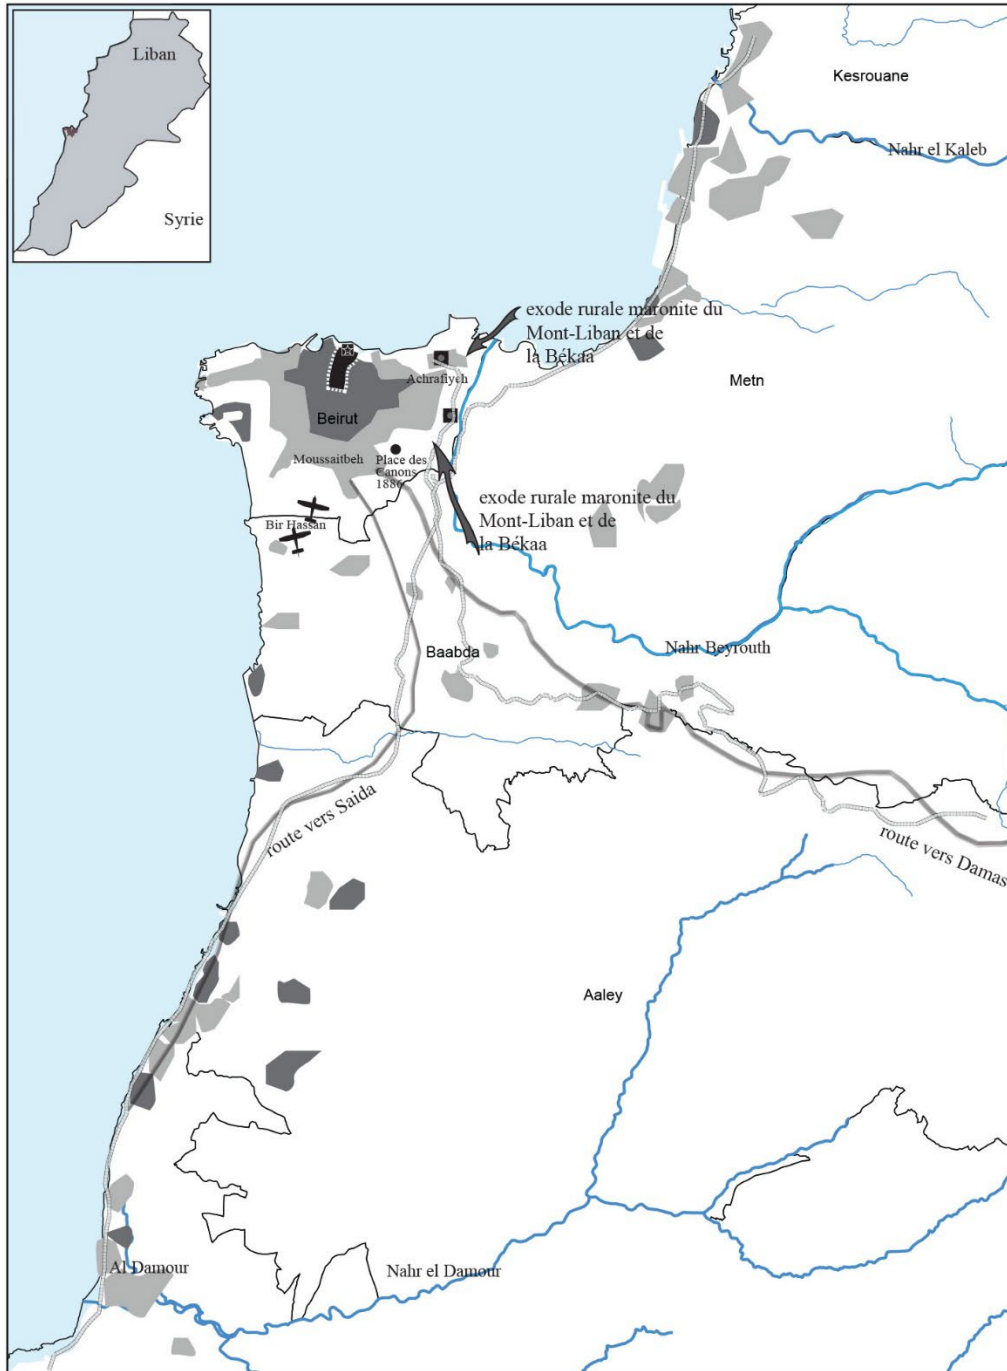 Liban
Syrie
Kesrouane
Nahr el Kaleb
exode rurale maronite du
Mont-Liban et de
la Békaa
Achrafiyeh
Metn
Beirut
Moussaitbeh
Place des
Canons
1886
exode rurale maronite du
Mont-Liban et de
la Békaa
Bir Hassan
Baabda
Nahr Beyrouth
route vers Saida
route vers Damas
Aaley
Al Damour
Nahr el Damour